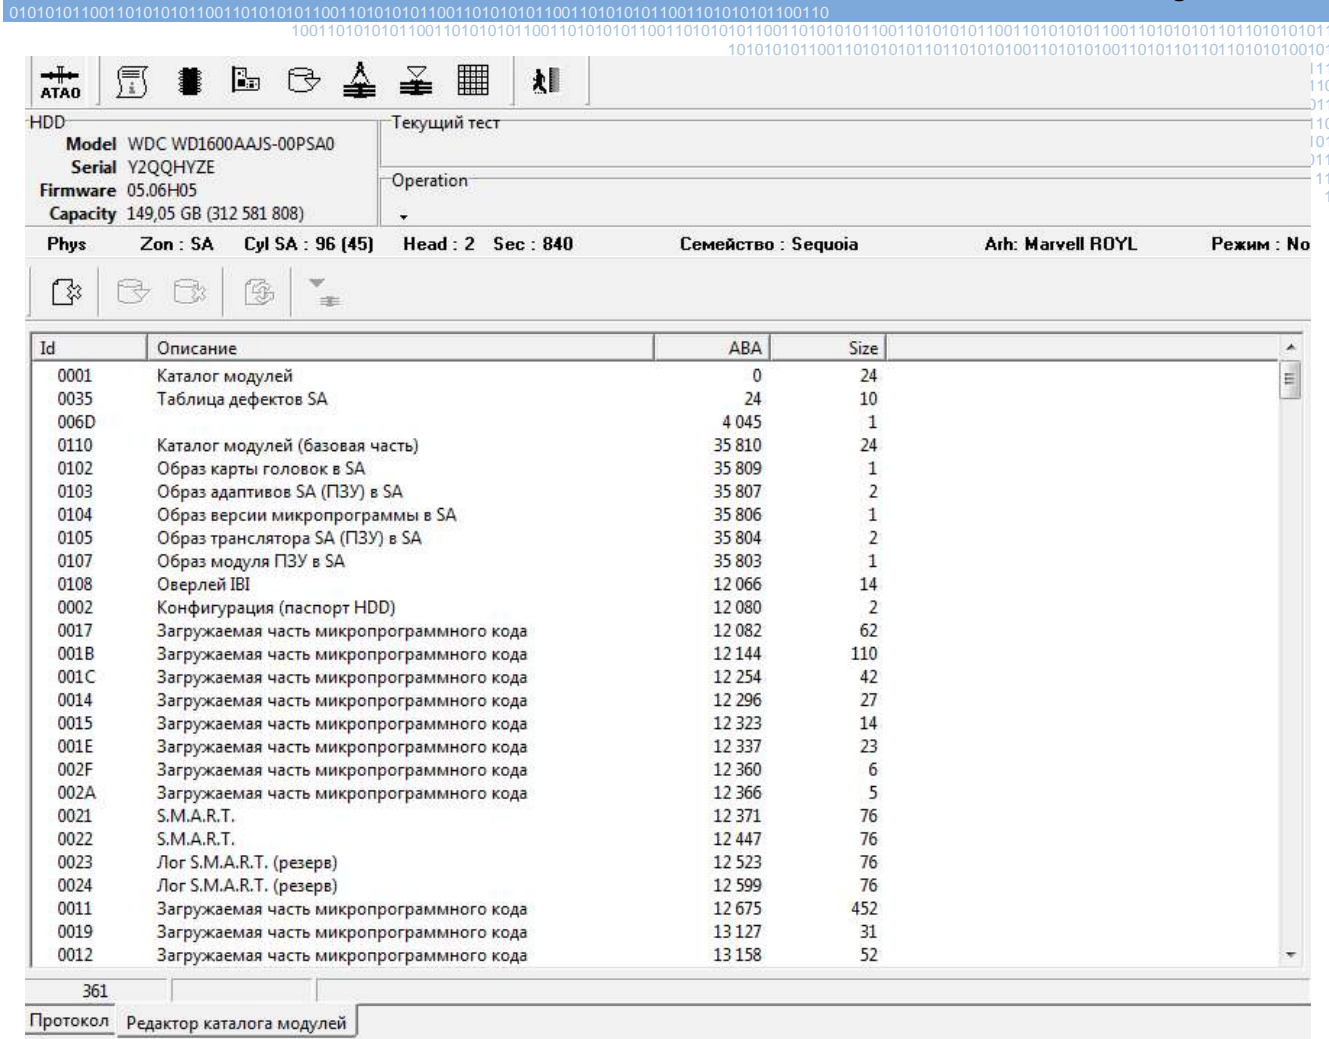 ATA0
HDD
Model WDC WD1600AAJS-00PSA0
Serial Y2QQHYZE
Firmware 05.06H05
Capacity 149,05 GB (312 581 808)
Текущий тест
Operation
Phys Zon : SA Cyl SA : 96 (45) Head : 2 Sec : 840 Семейство : Sequoia Arh: Marvell ROYL Режим : No
Id Описание ABA Size
0001 Каталог модулей 0 24
0035 Таблица дефектов SA 24 10
006D 4 045 1
0110 Каталог модулей (базовая часть) 35 810 24
0102 Образ карты головок в SA 35 809 1
0103 Образ адаптивов SA (ПЗУ) в SA 35 807 2
0104 Образ версии микропрограммы в SA 35 806 1
0105 Образ транслятора SA (ПЗУ) в SA 35 804 2
0107 Образ модуля ПЗУ в SA 35 803 1
0108 Оверлей IBI 12 066 14
0002 Конфигурация (паспорт HDD) 12 080 2
0017 Загружаемая часть микропрограммного кода 12 082 62
001B Загружаемая часть микропрограммного кода 12 144 110
001C Загружаемая часть микропрограммного кода 12 254 42
0014 Загружаемая часть микропрограммного кода 12 296 27
0015 Загружаемая часть микропрограммного кода 12 323 14
001E Загружаемая часть микропрограммного кода 12 337 23
002F Загружаемая часть микропрограммного кода 12 360 6
002A Загружаемая часть микропрограммного кода 12 366 5
0021 S.M.A.R.T. 12 371 76
0022 S.M.A.R.T. 12 447 76
0023 Лог S.M.A.R.T. (резерв) 12 523 76
0024 Лог S.M.A.R.T. (резерв) 12 599 76
0011 Загружаемая часть микропрограммного кода 12 675 452
0019 Загружаемая часть микропрограммного кода 13 127 31
0012 Загружаемая часть микропрограммного кода 13 158 52
361
Протокол Редактор каталога модулей